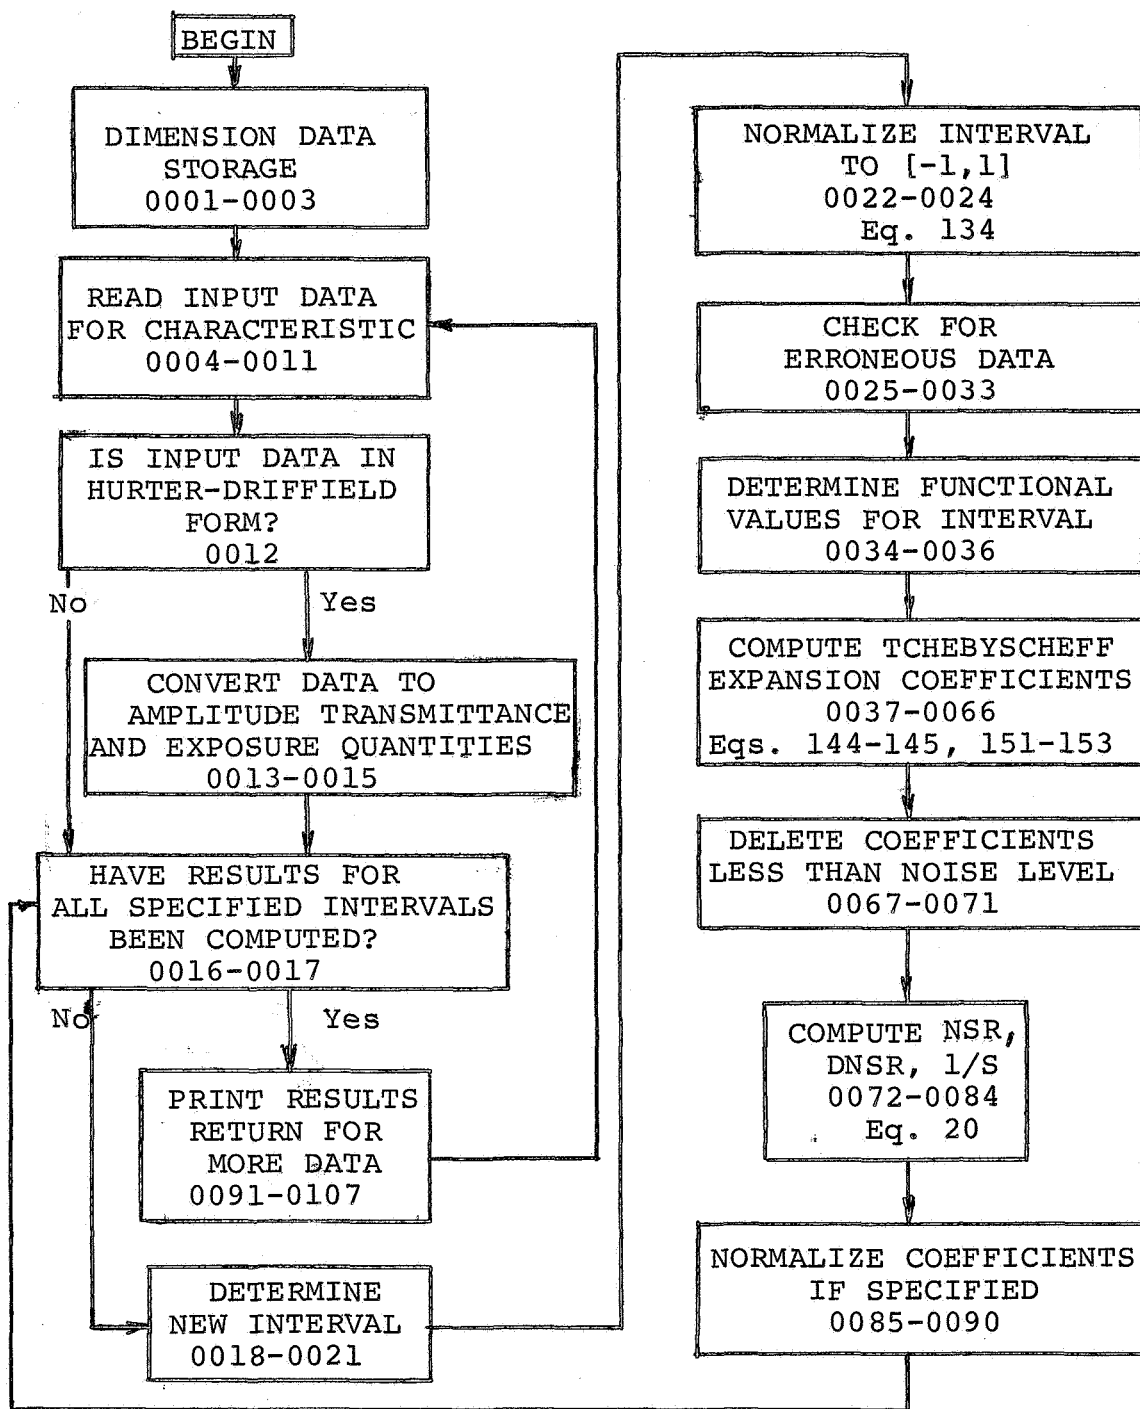 BEGIN
DIMENSION DATA
STORAGE
0001-0003
READ INPUT DATA
FOR CHARACTERISTIC
0004-0011
IS INPUT DATA IN
HURTER-DRIFFIELD
FORM?
0012
No
Yes
CONVERT DATA TO
AMPLITUDE TRANSMITTANCE
AND EXPOSURE QUANTITIES
0013-0015
HAVE RESULTS FOR
ALL SPECIFIED INTERVALS
BEEN COMPUTED?
0016-0017
No
Yes
PRINT RESULTS
RETURN FOR
MORE DATA
0091-0107
DETERMINE
NEW INTERVAL
0018-0021
NORMALIZE INTERVAL
TO [-1,1]
0022-0024
Eq. 134
CHECK FOR
ERRONEOUS DATA
0025-0033
DETERMINE FUNCTIONAL
VALUES FOR INTERVAL
0034-0036
COMPUTE TCHEBYSCHEFF
EXPANSION COEFFICIENTS
0037-0066
Eqs. 144-145, 151-153
DELETE COEFFICIENTS
LESS THAN NOISE LEVEL
0067-0071
COMPUTE NSR,
DNSR, 1/S
0072-0084
Eq. 20
NORMALIZE COEFFICIENTS
IF SPECIFIED
0085-0090